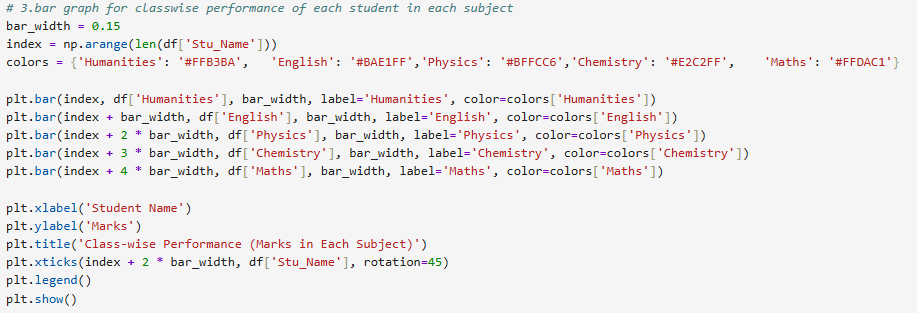 # 3.bar graph for classwise performance of each student in each subject
bar_width = 0.15
index = np.arange(len(df['Stu_Name']))
colors = {'Humanities': '#FFB3BA',   'English': '#BAE1FF','Physics': '#BFFCC6','Chemistry': '#E2C2FF',    'Maths': '#FFDAC1'}
plt.bar(index, df['Humanities'], bar_width, label='Humanities', color=colors['Humanities'])
plt.bar(index + bar_width, df['English'], bar_width, label='English', color=colors['English'])
plt.bar(index + 2 * bar_width, df['Physics'], bar_width, label='Physics', color=colors['Physics'])
plt.bar(index + 3 * bar_width, df['Chemistry'], bar_width, label='Chemistry', color=colors['Chemistry'])
plt.bar(index + 4 * bar_width, df['Maths'], bar_width, label='Maths', color=colors['Maths'])
plt.xlabel('Student Name')
plt.ylabel('Marks')
plt.title('Class-wise Performance (Marks in Each Subject)')
plt.xticks(index + 2 * bar_width, df['Stu_Name'], rotation=45)
plt.legend()
plt.show()